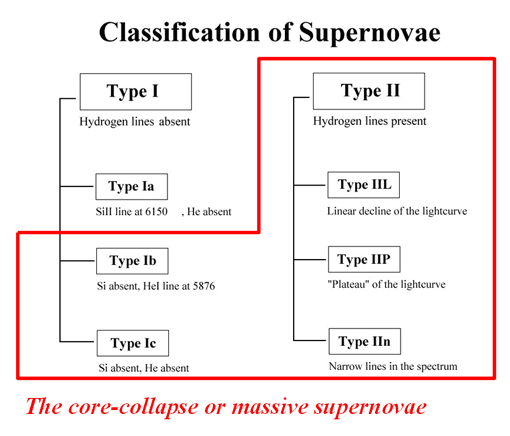 Classification of Supernovae
Type I
Hydrogen lines absent
Type Ia
SiII line at 6150 , He absent
Type Ib
Si absent, HeI line at 5876
Type Ic
Si absent, He absent
Type II
Hydrogen lines present
Type IIL
Linear decline of the lightcurve
Type IIP
"Plateau" of the lightcurve
Type IIn
Narrow lines in the spectrum
The core-collapse or massive supernovae